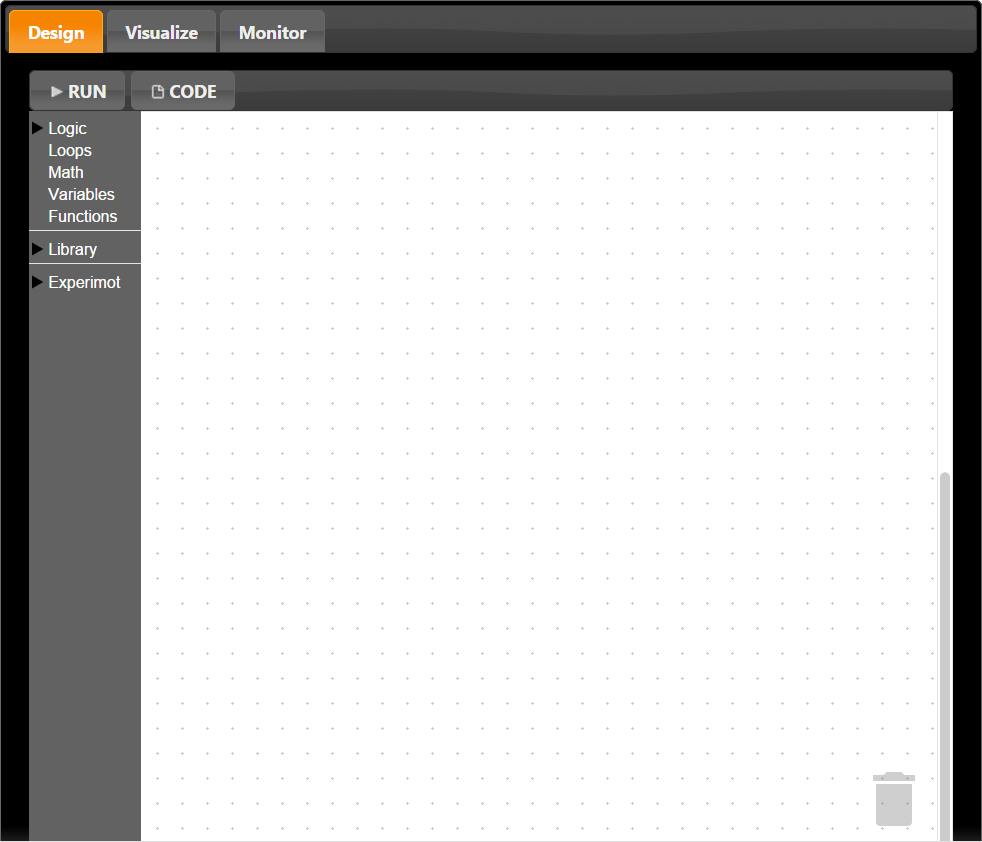 Design Visualize Monitor
RUN CODE
Logic
Loops
Math
Variables
Functions
Library
Experimot